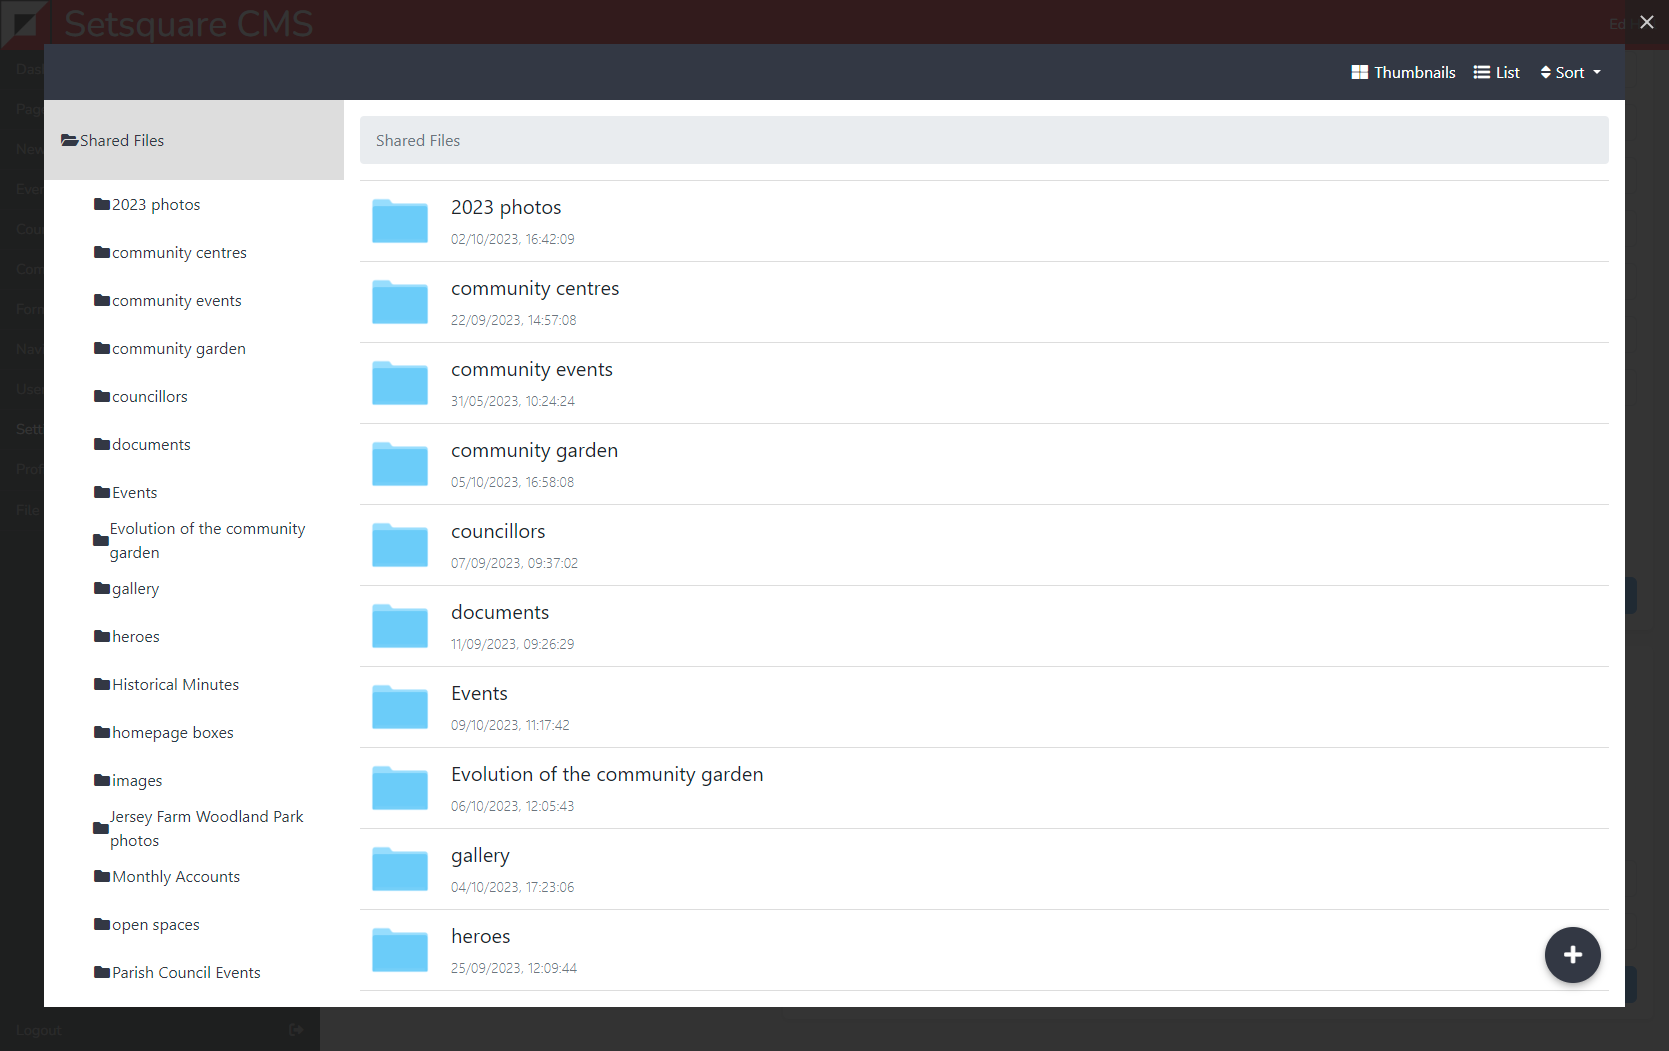 Setsquare CMS
Ed
Thumbnails
List
Sort
Shared Files
2023 photos
community centres
community events
community garden
councillors
documents
Events
Evolution of the community
garden
gallery
heroes
Historical Minutes
homepage boxes
images
Jersey Farm Woodland Park
photos
Monthly Accounts
open spaces
Parish Council Events
Shared Files
2023 photos
02/10/2023, 16:42:09
community centres
22/09/2023, 14:57:08
community events
31/05/2023, 10:24:24
community garden
05/10/2023, 16:58:08
councillors
07/09/2023, 09:37:02
documents
11/09/2023, 09:26:29
Events
09/10/2023, 11:17:42
Evolution of the community garden
06/10/2023, 12:05:43
gallery
04/10/2023, 17:23:06
heroes
25/09/2023, 12:09:44
File
Logout